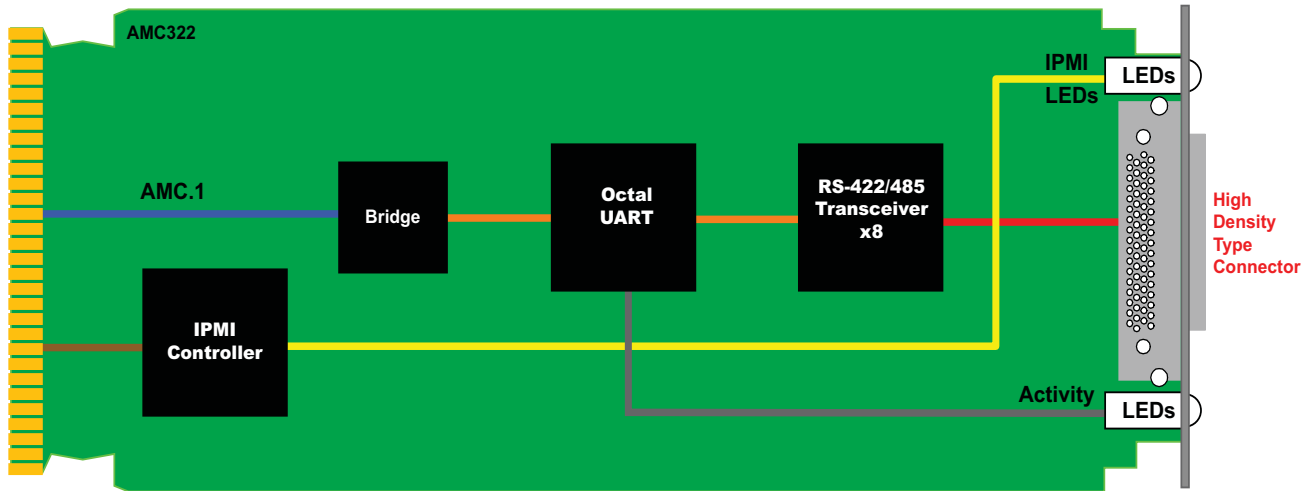 AMC322
IPMI
LEDs
LEDs
AMC.1
Bridge
Octal
UART
RS-422/485
Transceiver
x8
High
Density
Type
Connector
IPMI
Controller
Activity
LEDs